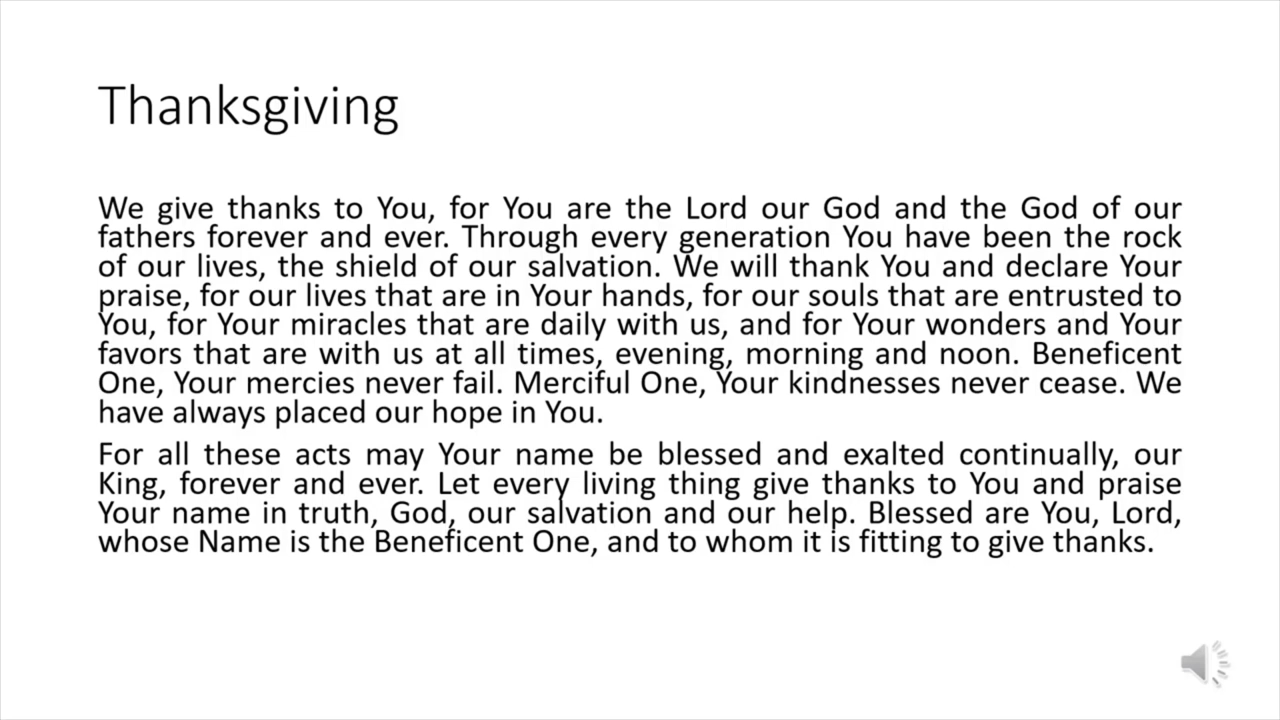 Thanksgiving
We give thanks to You, for You are the Lord our God and the God of our
fathers forever and ever. Through every generation You have been the rock
of our lives, the shield of our salvation. We will thank You and declare Your
praise, for our lives that are in Your hands, for our souls that are entrusted to
You, for Your miracles that are daily with us, and for Your wonders and Your
favors that are with us at all times, evening, morning and noon. Beneficent
One, Your mercies never fail. Merciful One, Your kindnesses never cease. We
have always placed our hope in You.
For all these acts may Your name be blessed and exalted continually, our
King, forever and ever. Let every living thing give thanks to You and praise
Your name in truth, God, our salvation and our help. Blessed are You, Lord,
whose Name is the Beneficent One, and to whom it is fitting to give thanks.